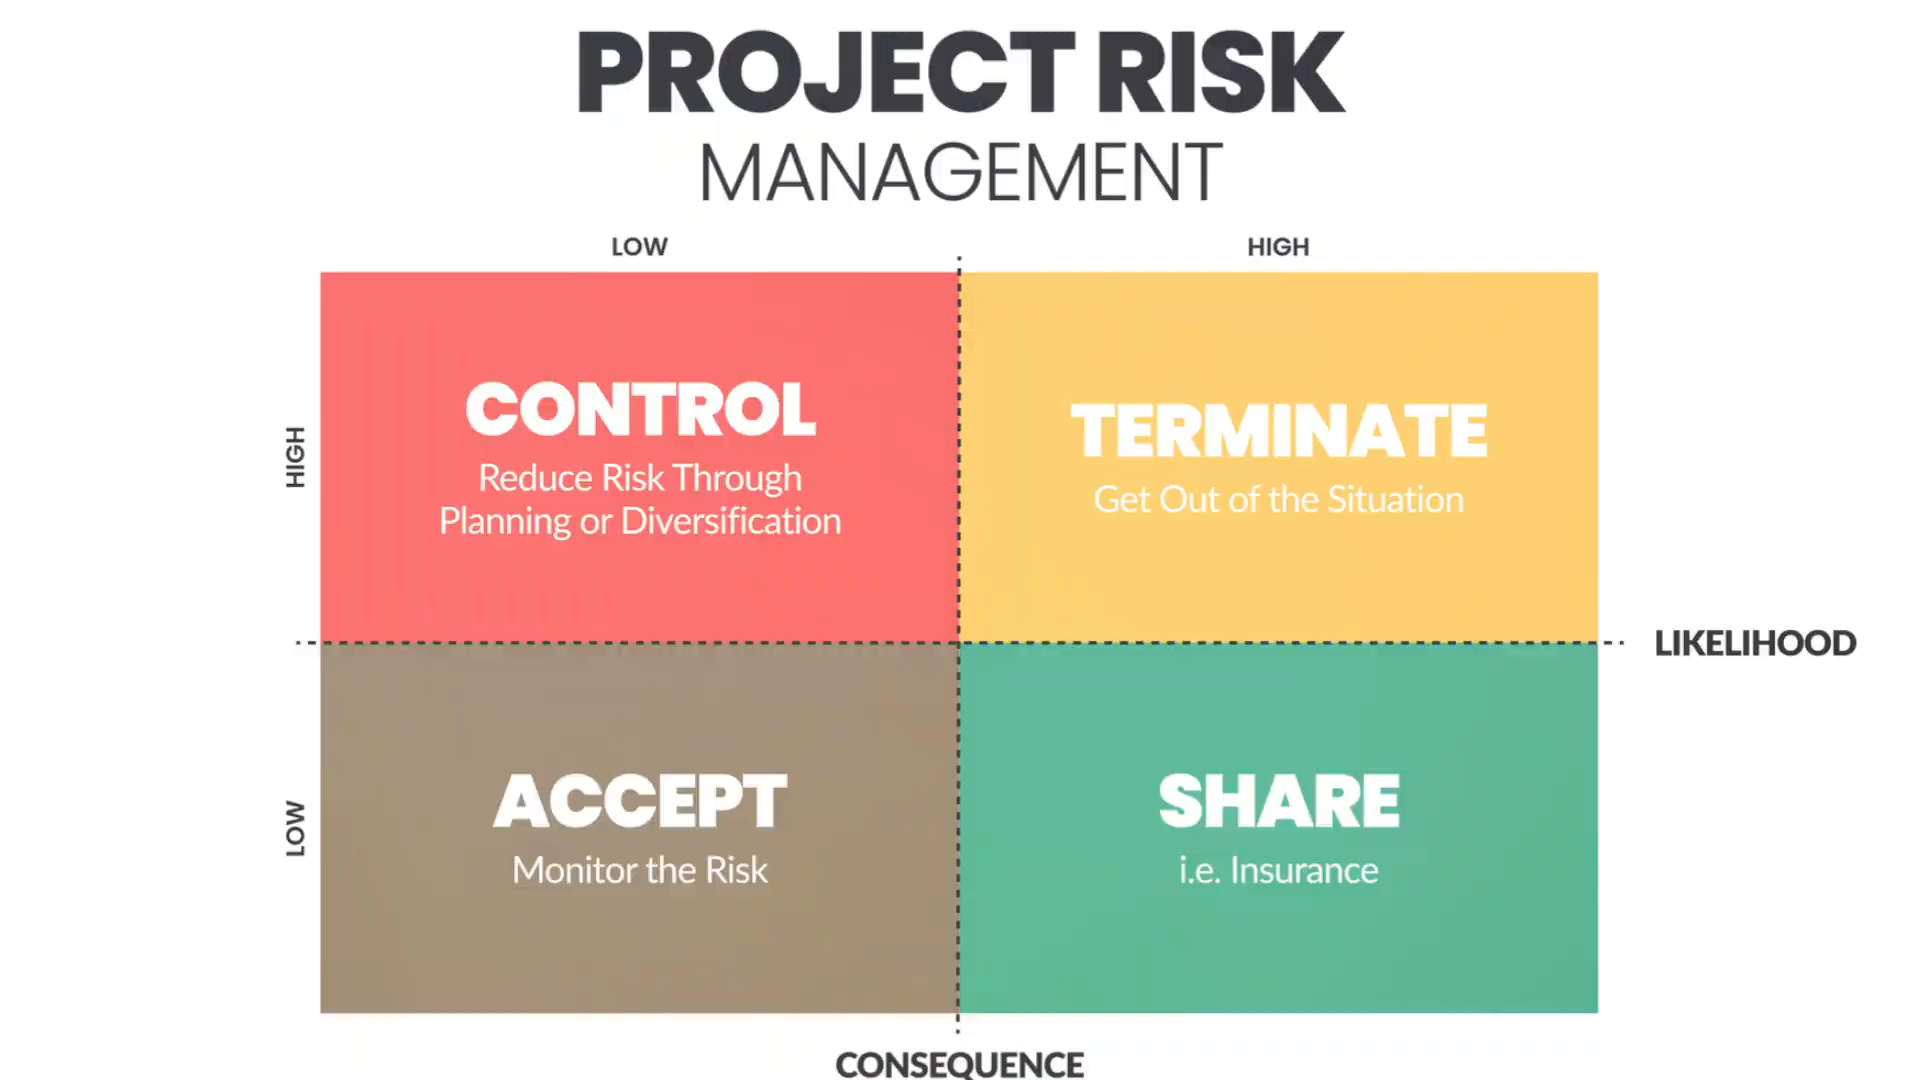 PROJECT RISK
MANAGEMENT
LOW
HIGH
HIGH
CONTROL
Reduce Risk Through
Planning or Diversification
TERMINATE
Get Out of the Situation
LIKELIHOOD
LOW
ACCEPT
Monitor the Risk
SHARE
i.e. Insurance
CONSEQUENCE